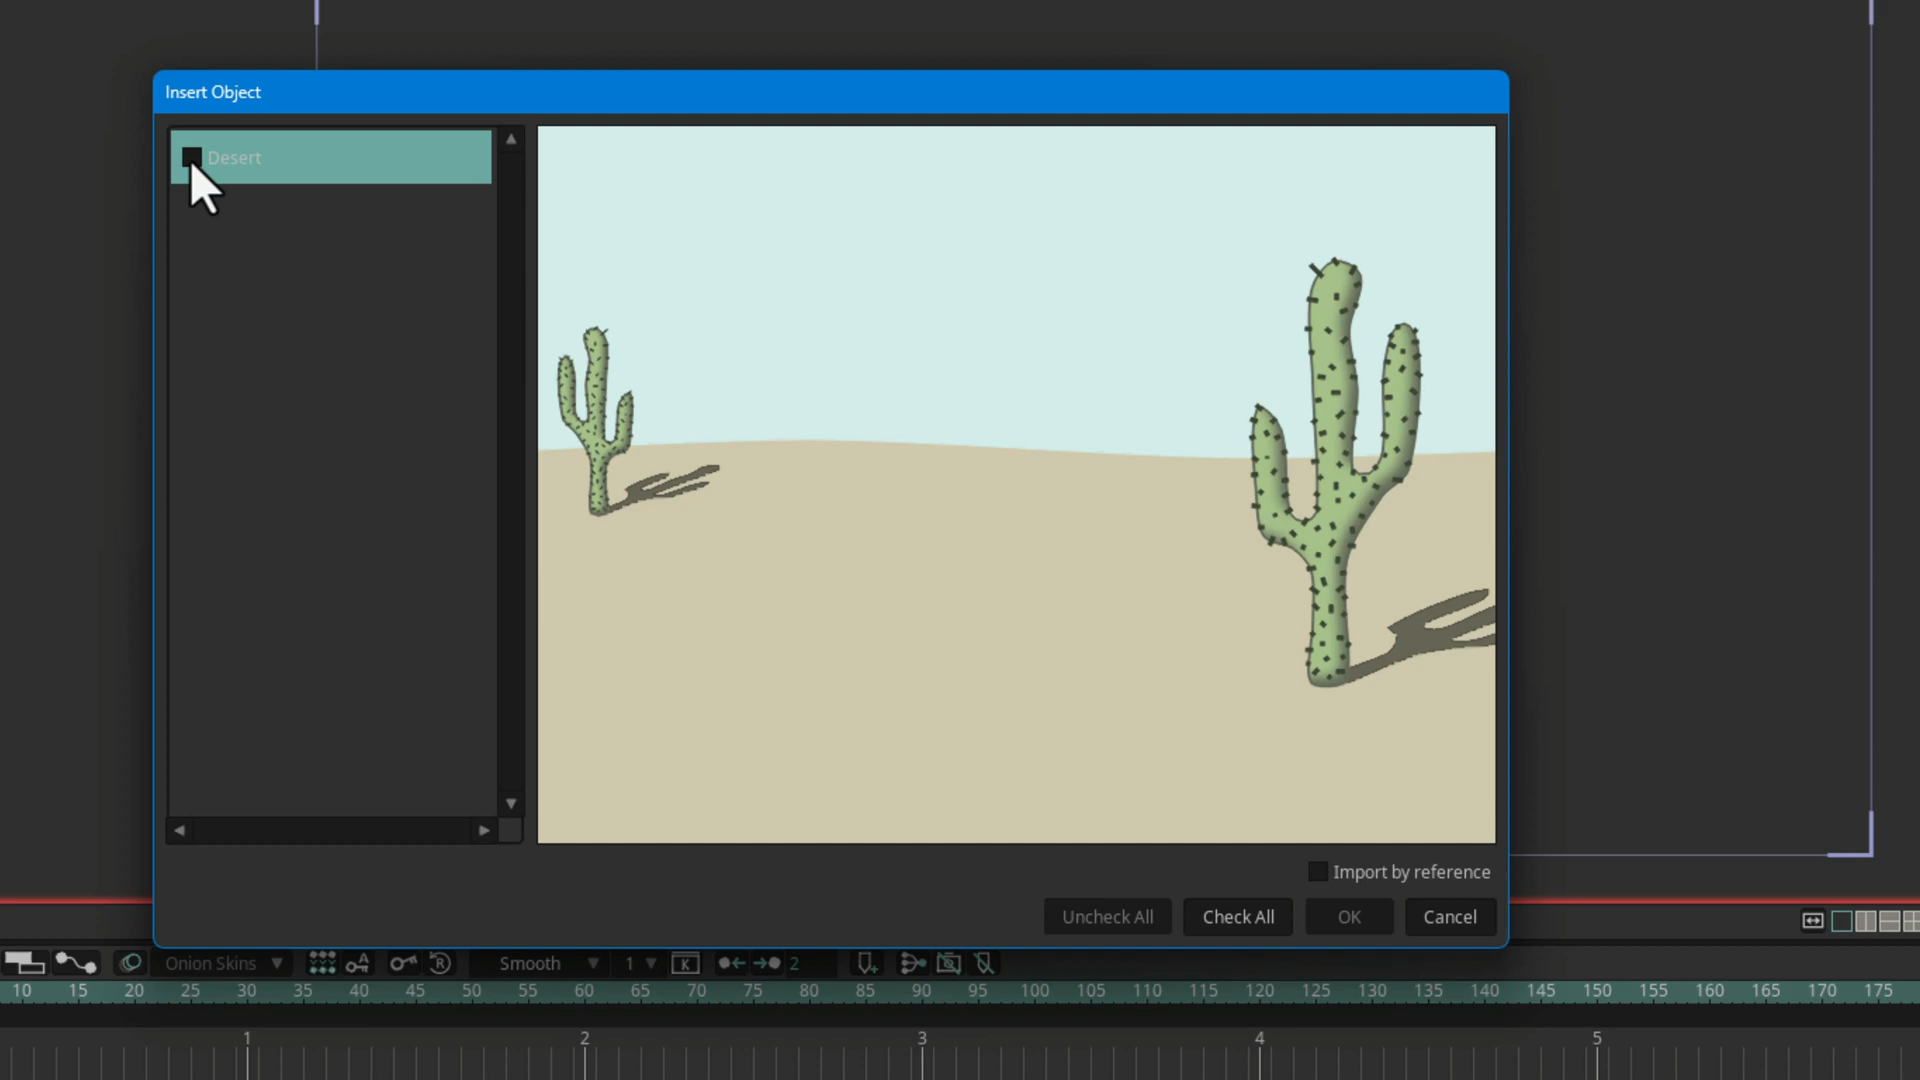 Insert Object
Desert
Import by reference
Uncheck All Check All OK Cancel
Onion Skins Smooth 1 K 2
10 15 20 25 30 35 40 45 50 55 60 65 70 75 80 85 90 95 100 105 110 115 120 125 130 135 140 145 150 155 160 165 170 175
1 2 3 4 5